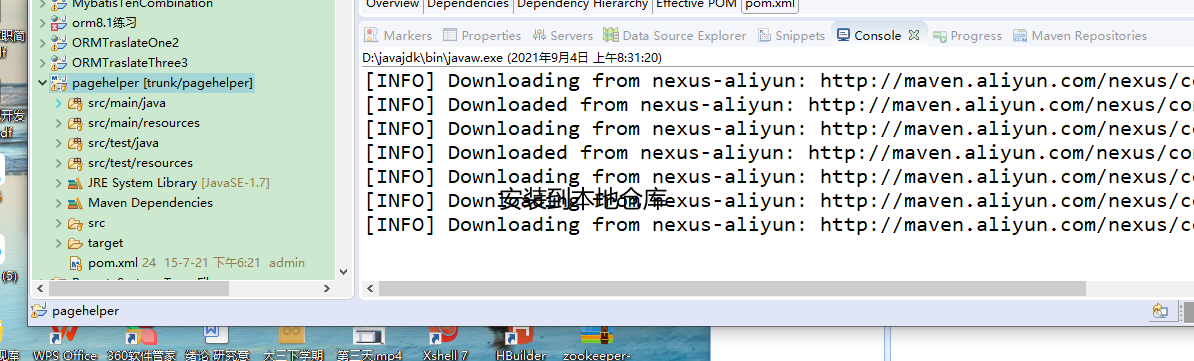 MybatisTenCombination
orm8.1练习
ORMTraslateOne2
ORMTraslateThree3
pagehelper [trunk/pagehelper]
src/main/java
src/main/resources
src/test/java
src/test/resources
JRE System Library [JavaSE-1.7]
Maven Dependencies
src
target
pom.xml 24 15-7-21 下午6:21 admin
Overview Dependencies Dependency Hierarchy Effective POM pom.xml
Markers Properties Servers Data Source Explorer Snippets Console Progress Maven Repositories
D:\javajdk\bin\javaw.exe (2021年9月4日 上午8:31:20)
[INFO] Downloading from nexus-aliyun: http://maven.aliyun.com/nexus/co
[INFO] Downloaded from nexus-aliyun: http://maven.aliyun.com/nexus/con
[INFO] Downloading from nexus-aliyun: http://maven.aliyun.com/nexus/co
[INFO] Downloaded from nexus-aliyun: http://maven.aliyun.com/nexus/con
[INFO] Downloading from nexus-aliyun: http://maven.aliyun.com/nexus/co
[INFO] Downloading from nexus-aliyun: http://maven.aliyun.com/nexus/co
安装到本地仓库
[INFO] Downloading from nexus-aliyun: http://maven.aliyun.com/nexus/co
pagehelper
(5)
WPS Office 360软件管家 绪论 研究意 大三下学期 第三天.mp4 Xshell 7 HBuilder zookeeper-